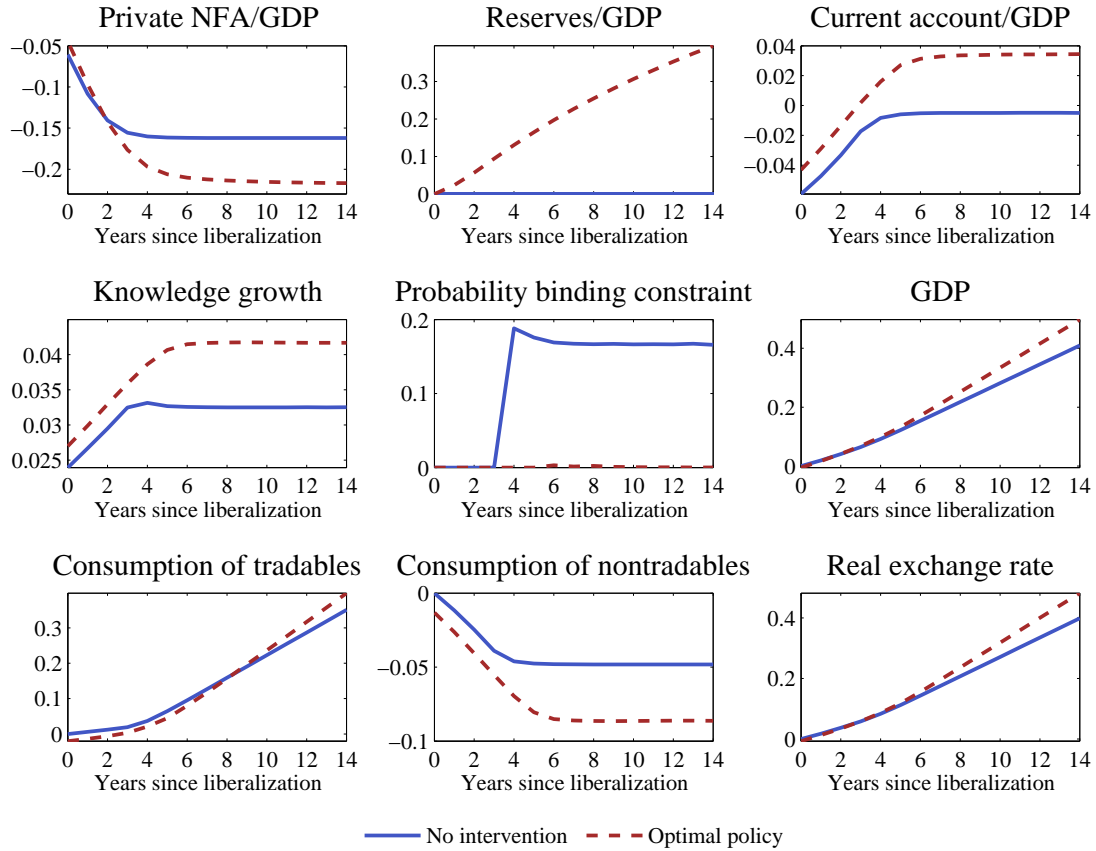 Private NFA/GDP
Reserves/GDP
Current account/GDP
−0.05
−0.1
−0.15
−0.2
0 2 4 6 8 10 12 14
Years since liberalization
0.3
0.2
0.1
0
0 2 4 6 8 10 12 14
Years since liberalization
0.04
0.02
0
−0.02
−0.04
0 2 4 6 8 10 12 14
Years since liberalization
Knowledge growth
Probability binding constraint
GDP
0.04
0.035
0.03
0.025
0 2 4 6 8 10 12 14
Years since liberalization
0.2
0.1
0
0 2 4 6 8 10 12 14
Years since liberalization
0.4
0.2
0
0 2 4 6 8 10 12 14
Years since liberalization
Consumption of tradables
Consumption of nontradables
Real exchange rate
0.3
0.2
0.1
0
0 2 4 6 8 10 12 14
Years since liberalization
0
−0.05
−0.1
0 2 4 6 8 10 12 14
Years since liberalization
0.4
0.2
0
0 2 4 6 8 10 12 14
Years since liberalization
No intervention
Optimal policy